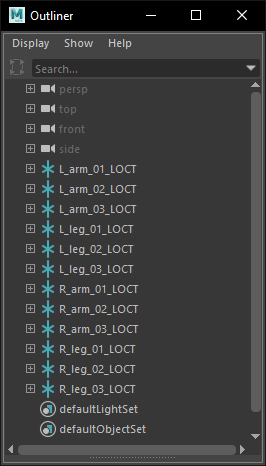 Outliner
Display Show Help
Search...
persp
top
front
side
L_arm_01_LOCT
L_arm_02_LOCT
L_arm_03_LOCT
L_leg_01_LOCT
L_leg_02_LOCT
L_leg_03_LOCT
R_arm_01_LOCT
R_arm_02_LOCT
R_arm_03_LOCT
R_leg_01_LOCT
R_leg_02_LOCT
R_leg_03_LOCT
defaultLightSet
defaultObjectSet